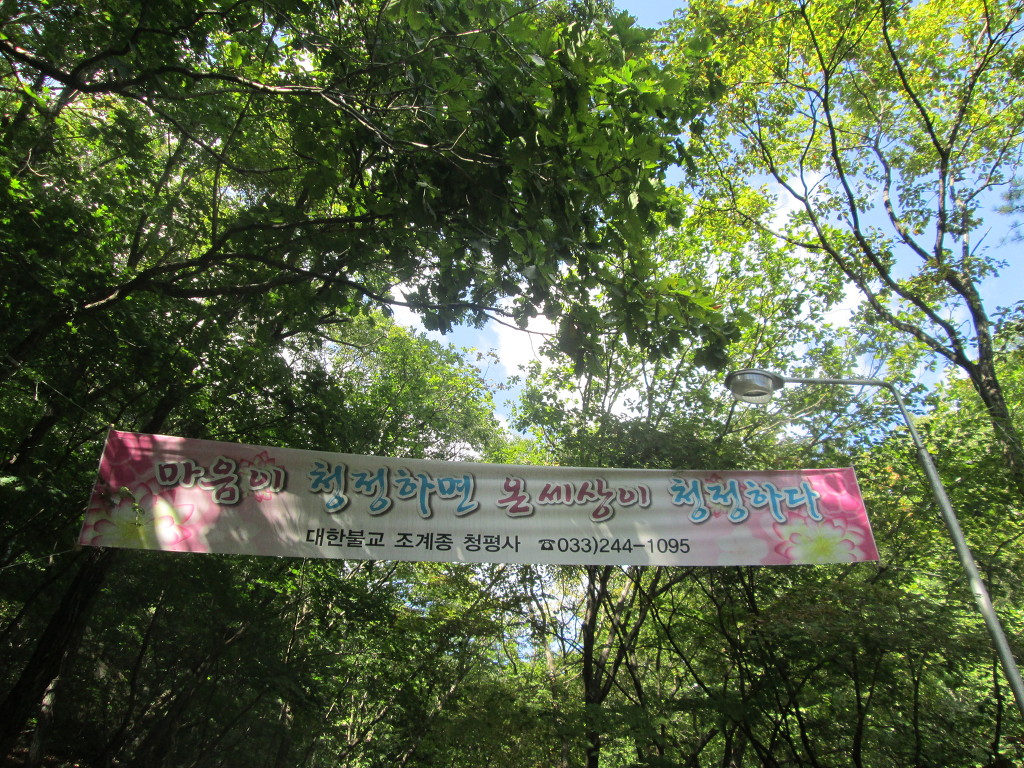 마음이 청정하면 온세상이 청정하다
대한불교 조계종 청평사 ☎033)244-1095